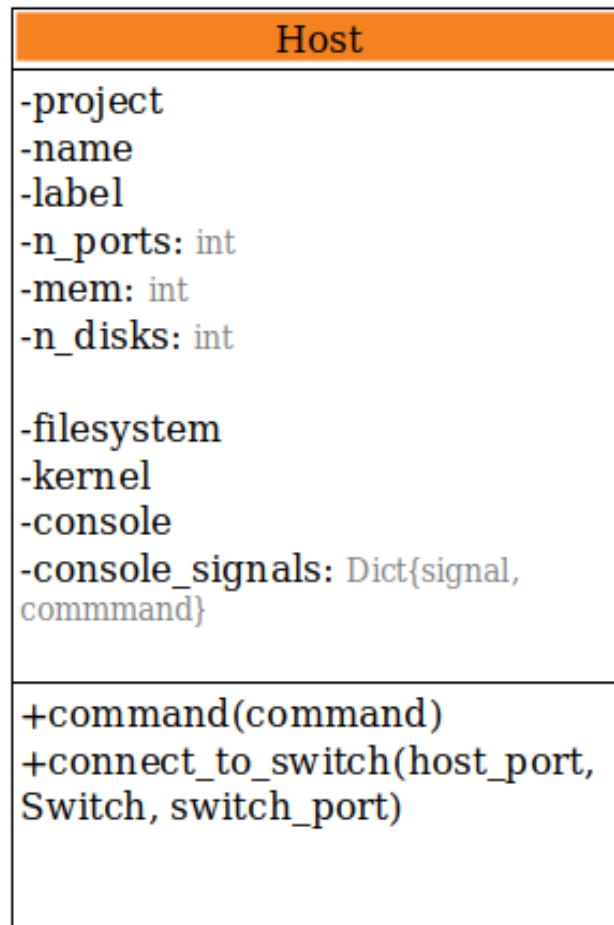 Host
-project
-name
-label
-n_ports: int
-mem: int
-n_disks: int
-filesystem
-kernel
-console
-console_signals: Dict{signal,
commmand}
+command(command)
+connect_to_switch(host_port,
Switch, switch_port)